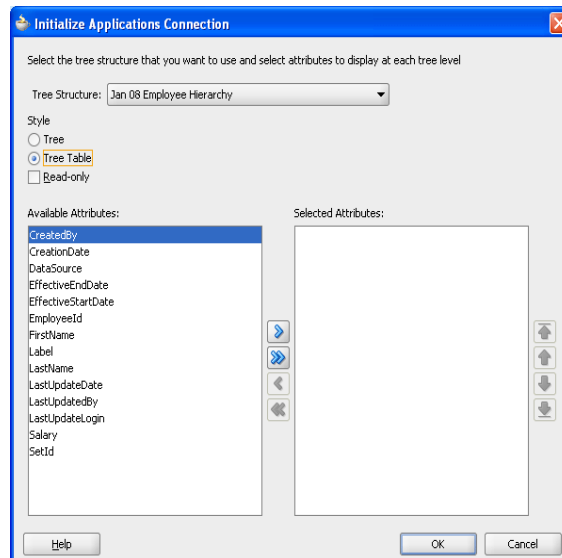 Initialize Applications Connection
Select the tree structure that you want to use and select attributes to display at each tree level
Tree Structure: Jan 08 Employee Hierarchy
Style
Tree
Tree Table
Read-only
Available Attributes:
Selected Attributes:
CreatedBy
CreationDate
DataSource
EffectiveEndDate
EffectiveStartDate
EmployeeId
FirstName
Label
LastName
LastUpdateDate
LastUpdatedBy
LastUpdateLogin
Salary
SetId
Help
OK
Cancel